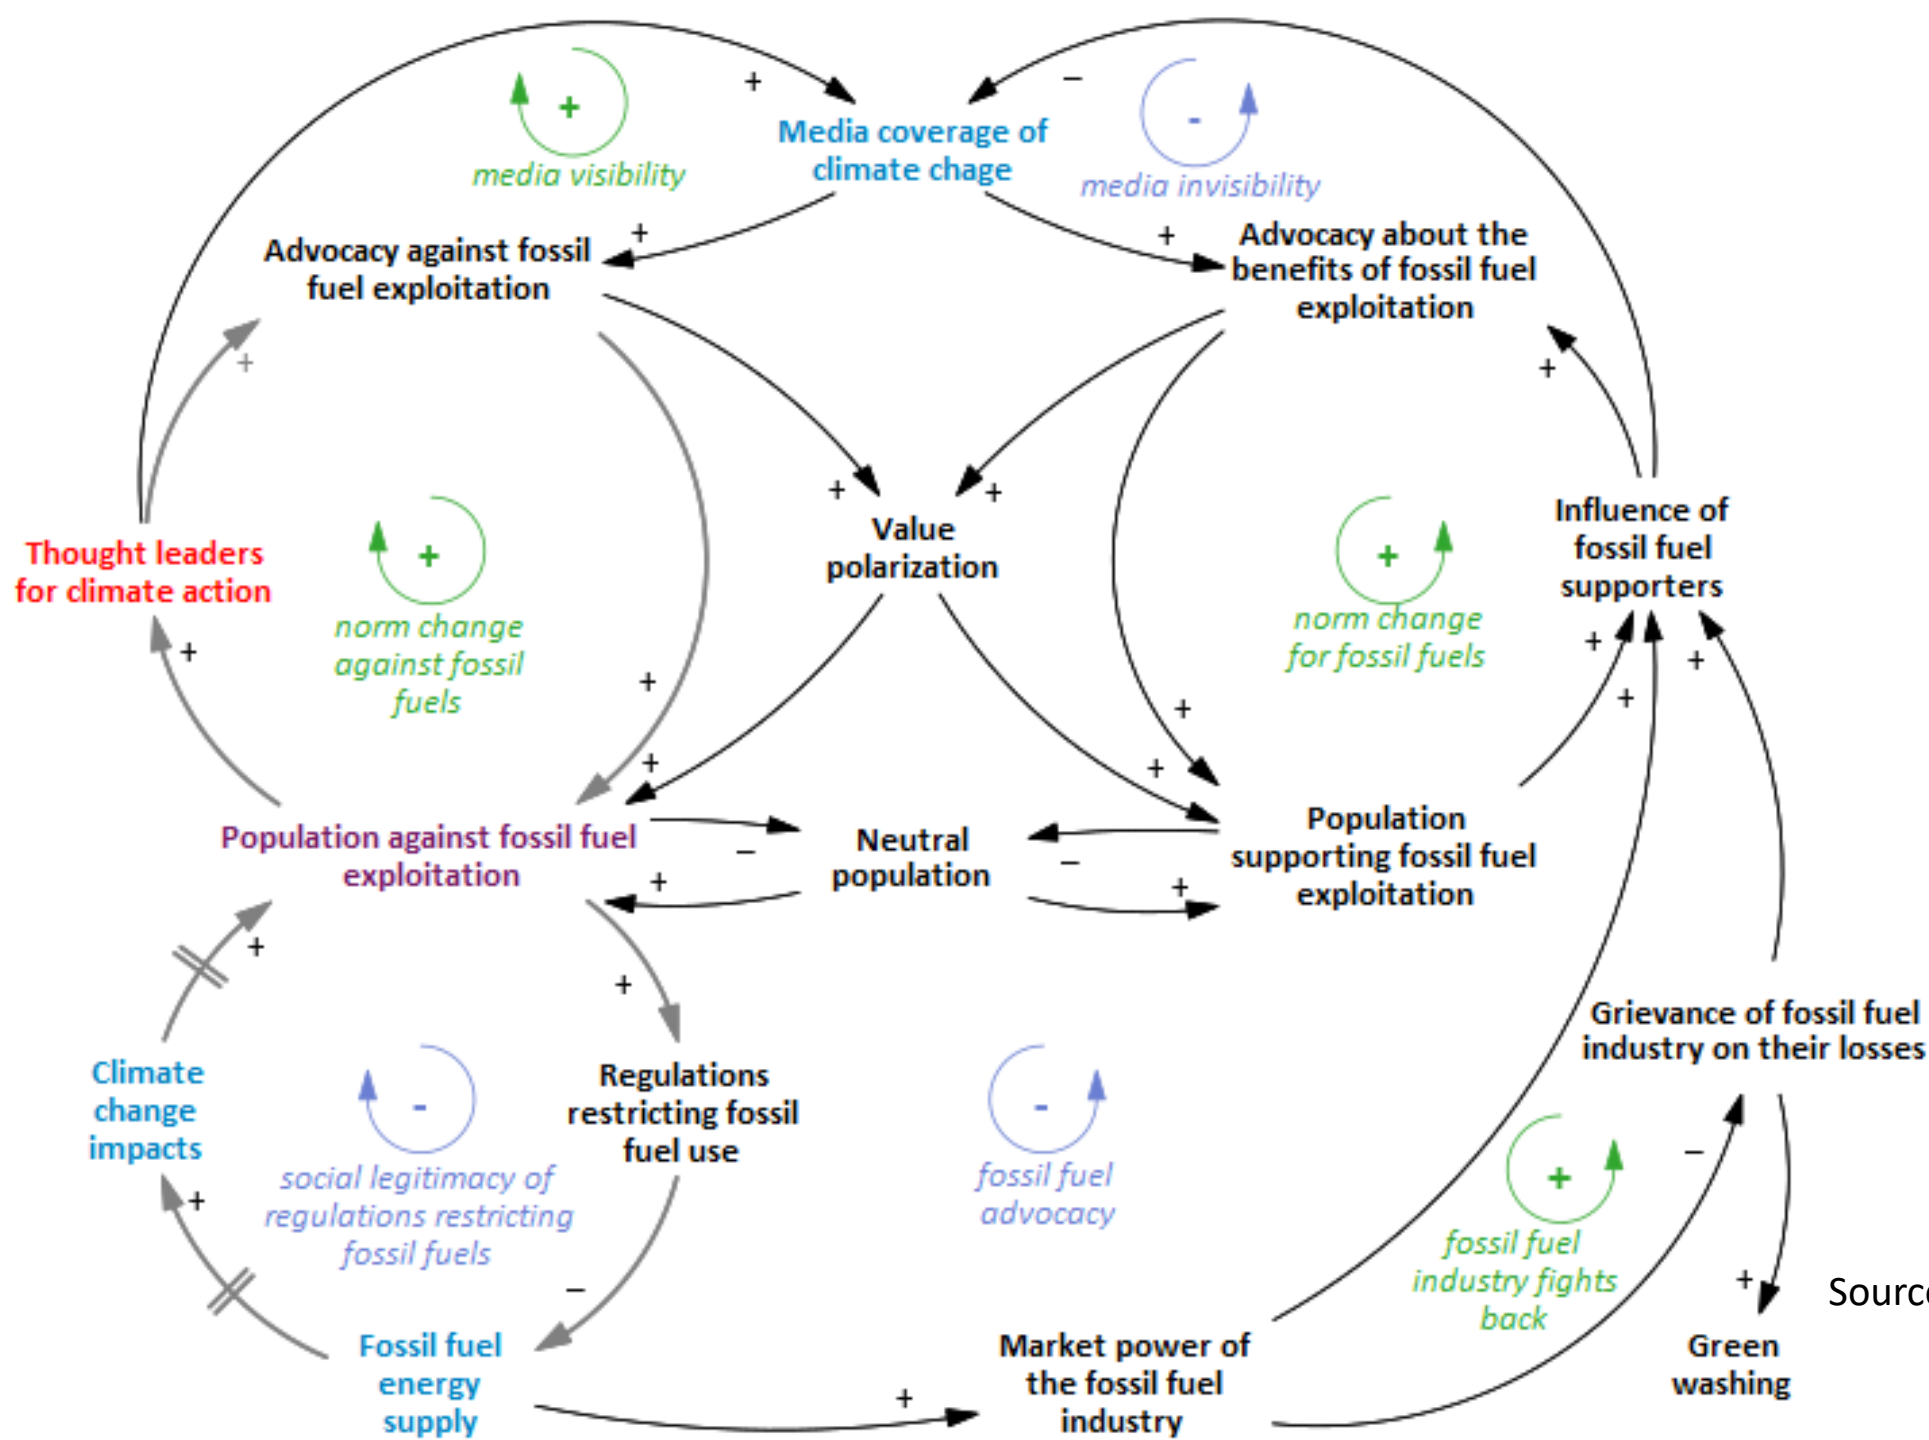 +
–
+
Media coverage of
climate chage
-
media visibility
media invisibility
+
+
Advocacy against fossil
fuel exploitation
Advocacy about the
benefits of fossil fuel
exploitation
+
+
+
+
Value
polarization
Thought leaders
for climate action
+
norm change
against fossil
fuels
+
norm change
for fossil fuels
Influence of
fossil fuel
supporters
+
+
+
+
+
+
+
+
Population against fossil fuel
exploitation
–
+
Neutral
population
–
+
Population
supporting fossil fuel
exploitation
+
+
Grievance of fossil fuel
industry on their losses
Climate
change
impacts
-
social legitimacy of
regulations restricting
fossil fuels
Regulations
restricting fossil
fuel use
-
fossil fuel
advocacy
–
+
fossil fuel
industry fights
back
+
–
+
Source
Fossil fuel
energy
supply
+
Market power of
the fossil fuel
industry
Green
washing